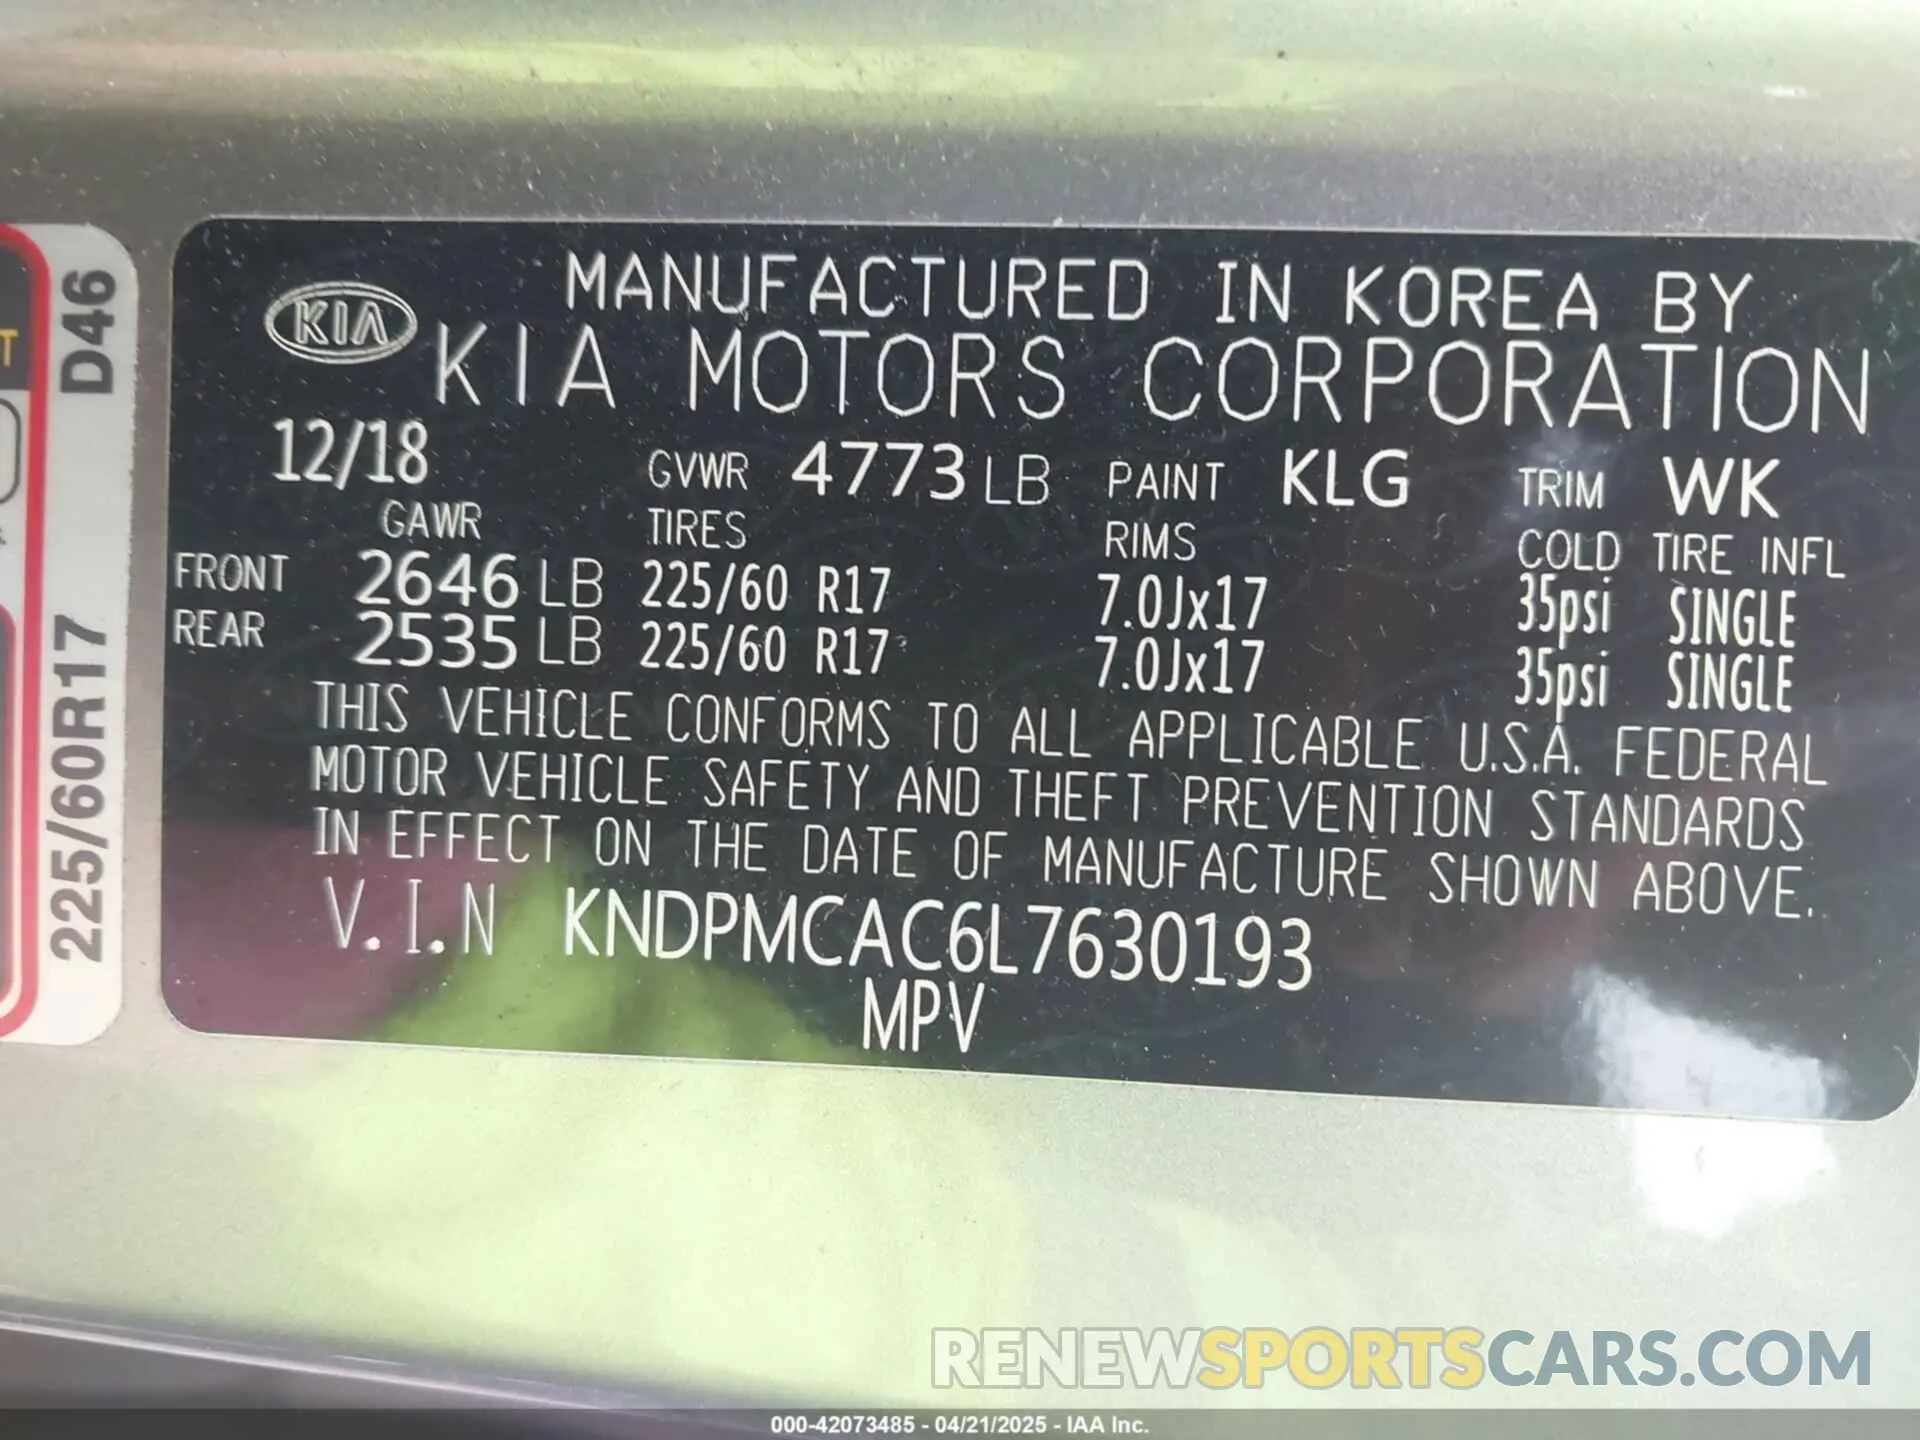 MANUFACTURED IN KOREA BY
KIA KIA MOTORS CORPORATION
12/18 GVWR 4773 LB PAINT KLG TRIM WK
GAWR TIRES RIMS COLD TIRE INFL
FRONT 2646 LB 225/60 R17 7.0Jx17 35psi SINGLE
REAR 2535 LB 225/60 R17 7.0Jx17 35psi SINGLE
THIS VEHICLE CONFORMS TO ALL APPLICABLE U.S.A. FEDERAL
MOTOR VEHICLE SAFETY AND THEFT PREVENTION STANDARDS
IN EFFECT ON THE DATE OF MANUFACTURE SHOWN ABOVE.
V.I.N KNDPMCAC6L7630193
MPV
225/60R17 D46
RENEWSPORTSCARS.COM
000-42073485 - 04/21/2025 - IAA Inc.